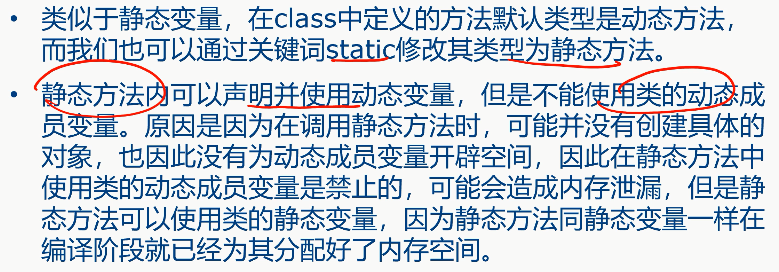 • 类似于静态变量，在class中定义的方法默认类型是动态方法，
而我们也可以通过关键词static修改其类型为静态方法。
• 静态方法内可以声明并使用动态变量，但是不能使用类的动态成
员变量。原因是因为在调用静态方法时，可能并没有创建具体的
对象，也因此没有为动态成员变量开辟空间，因此在静态方法中
使用类的动态成员变量是禁止的，可能会造成内存泄漏，但是静
态方法可以使用类的静态变量，因为静态方法同静态变量一样在
编译阶段就已经为其分配好了内存空间。